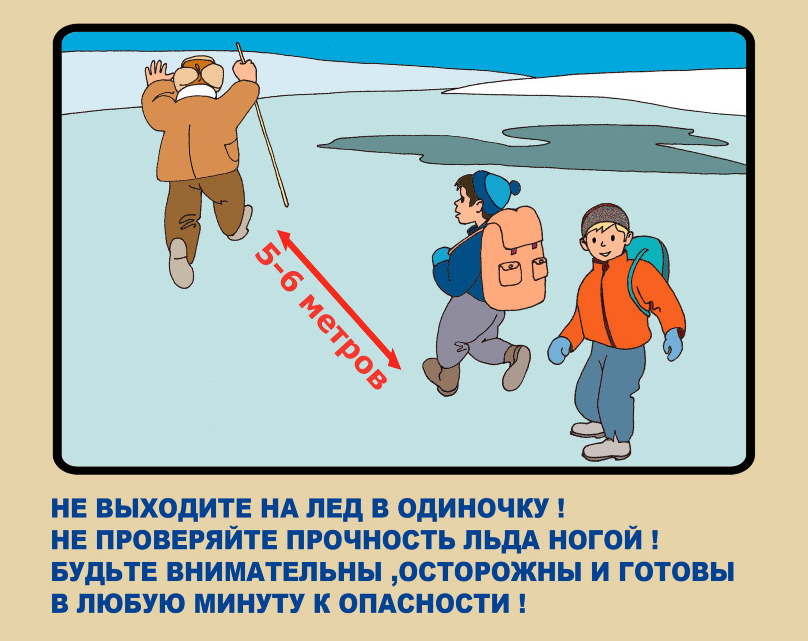 5-6 метров
НЕ ВЫХОДИТЕ НА ЛЕД В ОДИНОЧКУ !
НЕ ПРОВЕРЯЙТЕ ПРОЧНОСТЬ ЛЬДА НОГОЙ !
БУДЬТЕ ВНИМАТЕЛЬНЫ ,ОСТОРОЖНЫ И ГОТОВЫ
В ЛЮБУЮ МИНУТУ К ОПАСНОСТИ !